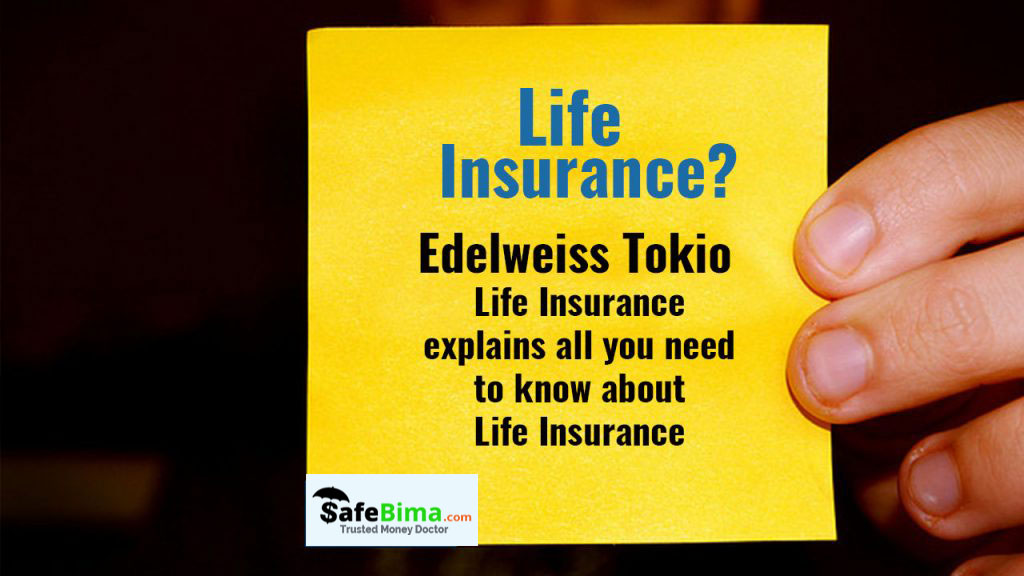 Life
Insurance?
Edelweiss Tokio
Life Insurance
explains all you need
to know about
Life Insurance
SafeBima.com
Trusted Money Doctor